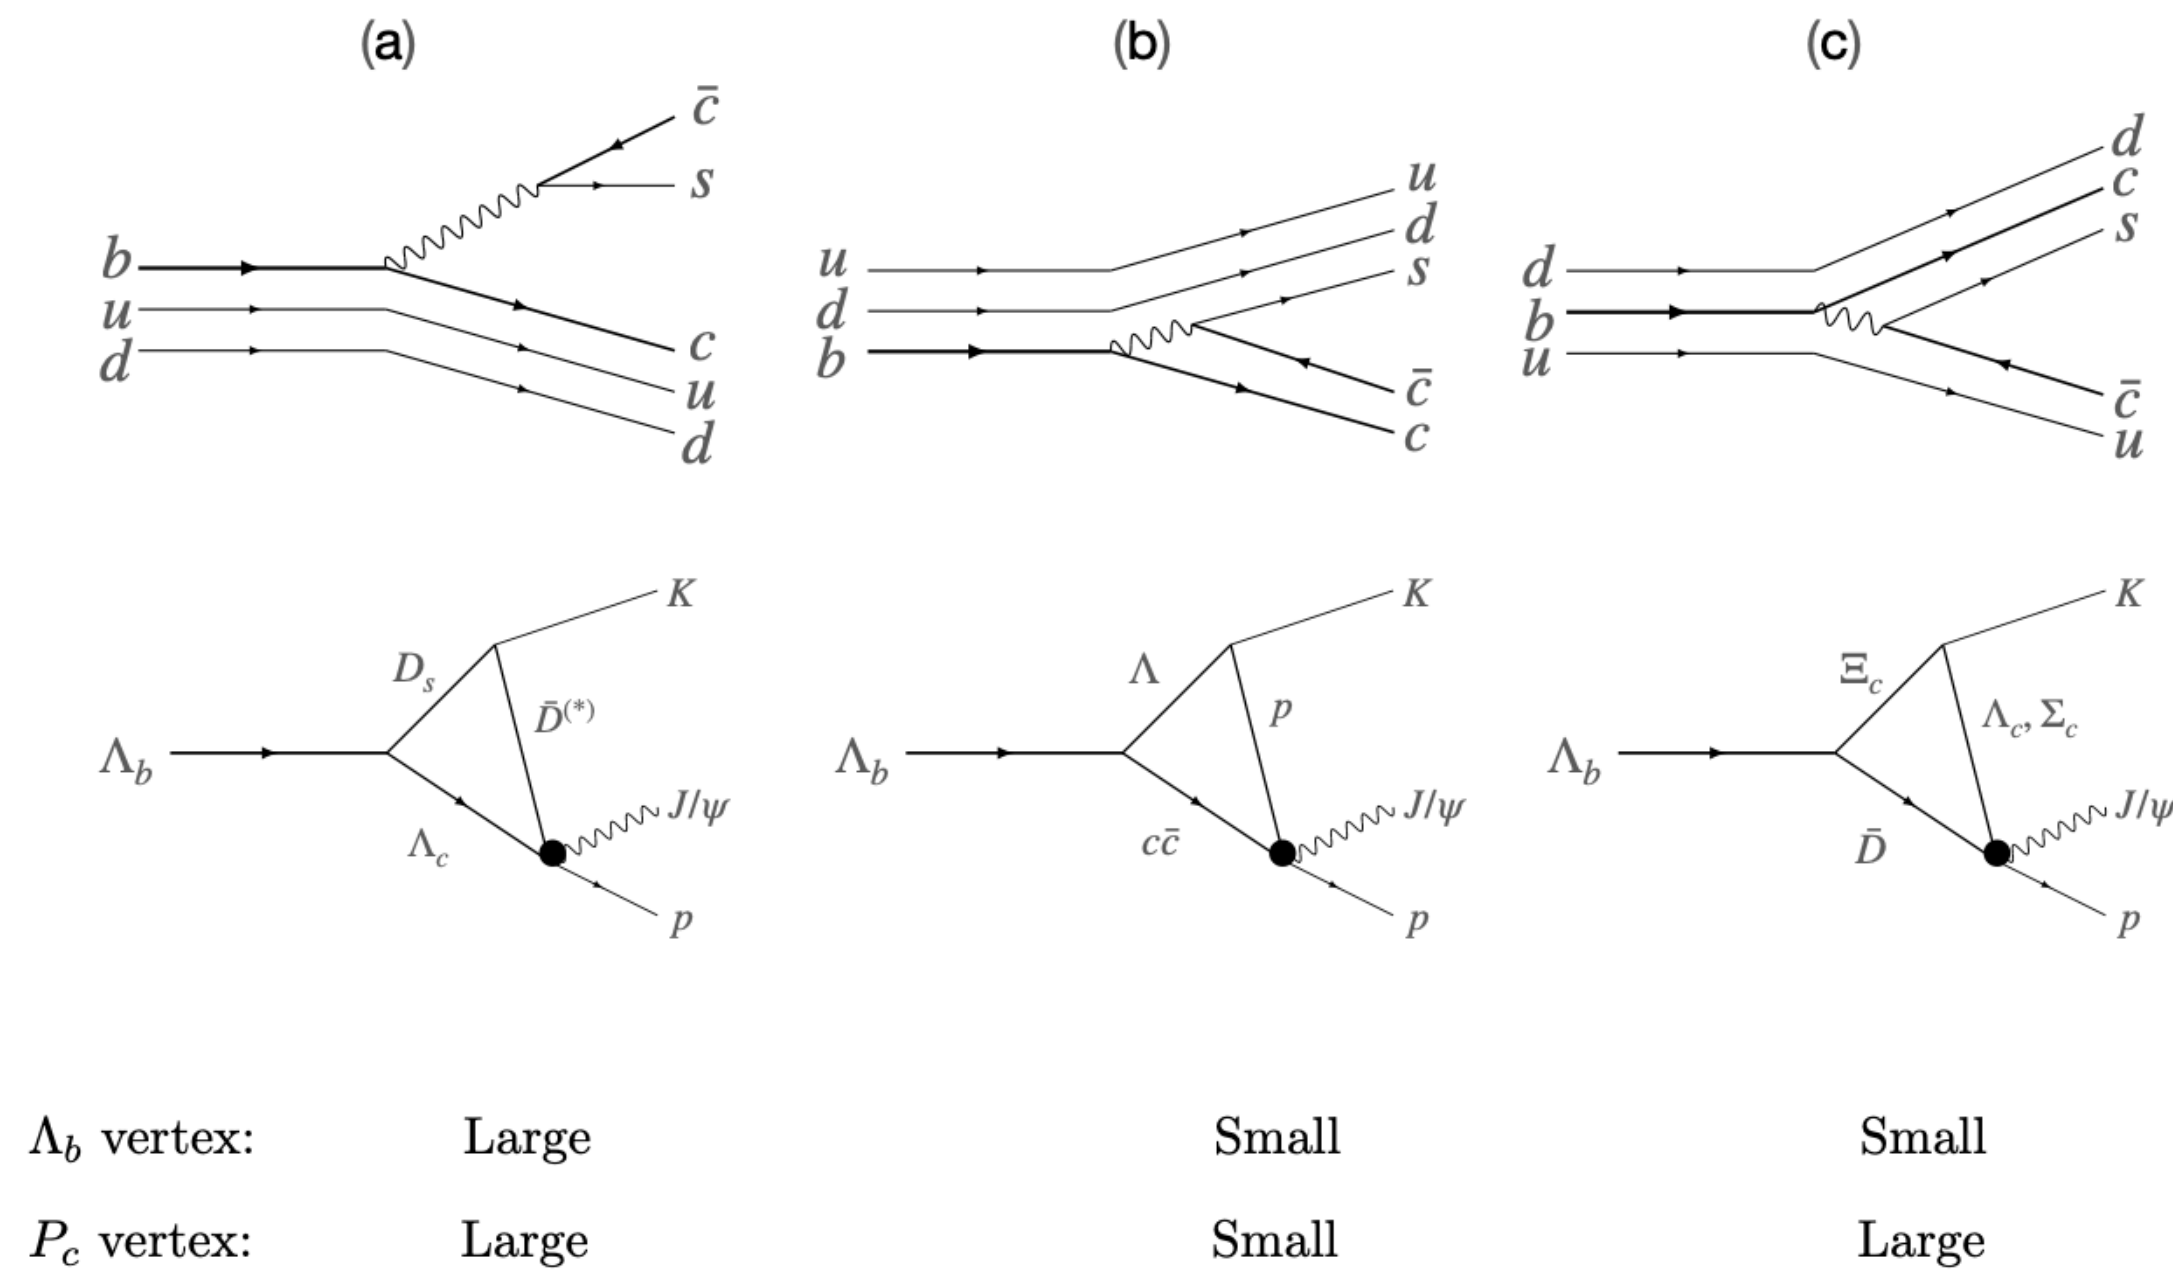 (a) (b) (c)
c̄
s
b
u
d
c
u
d
u
d
b
u
d
s
c̄
c
d
b
u
d
c
s
c̄
u
Λ_b
D_s
D̄^(*)
Λ_c
K
J/ψ
p
Λ_b
Λ
p
cc̄
K
J/ψ
p
Λ_b
Ξ_c
Λ_c, Σ_c
D̄
K
J/ψ
p
Λ_b vertex: Large Small Small
P_c vertex: Large Small Large